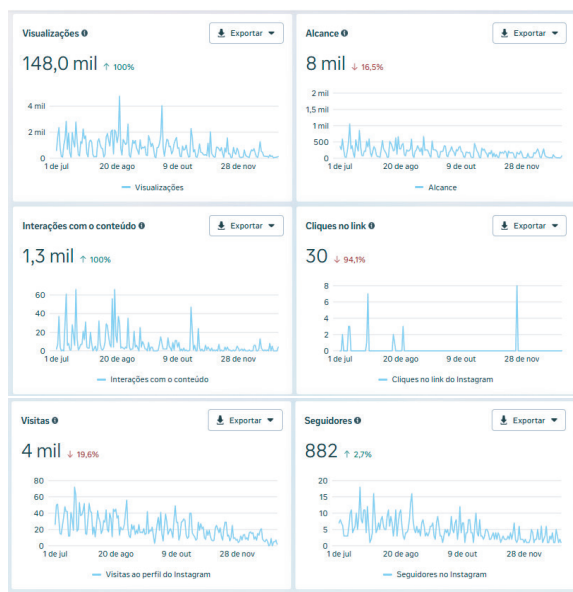 Visualizações
Exportar
148,0 mil ↑ 100%
4 mil
2 mil
0
1 de jul 20 de ago 9 de out 28 de nov
Visualizações
Alcance
Exportar
8 mil ↓ 16,5%
2 mil
1,5 mil
1 mil
500
0
1 de jul 20 de ago 9 de out 28 de nov
Alcance
Interações com o conteúdo
Exportar
1,3 mil ↑ 100%
60
40
20
0
1 de jul 20 de ago 9 de out 28 de nov
Interações com o conteúdo
Cliques no link
Exportar
30 ↓ 94,1%
8
6
4
2
0
1 de jul 20 de ago 9 de out 28 de nov
Cliques no link do Instagram
Visitas
Exportar
4 mil ↓ 19,6%
80
60
40
20
0
1 de jul 20 de ago 9 de out 28 de nov
Visitas ao perfil do Instagram
Seguidores
Exportar
882 ↑ 2,7%
20
15
10
5
0
1 de jul 20 de ago 9 de out 28 de nov
Seguidores no Instagram